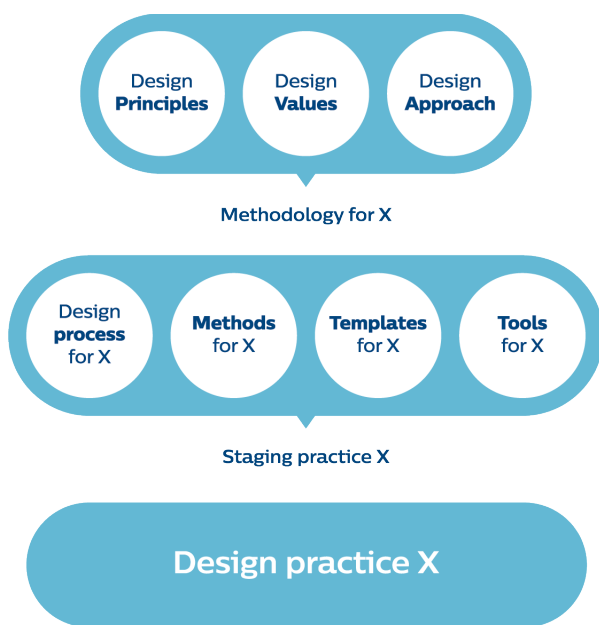 Design
Principles
Design
Values
Design
Approach
Methodology for X
Design
process
for X
Methods
for X
Templates
for X
Tools
for X
Staging practice X
Design practice X